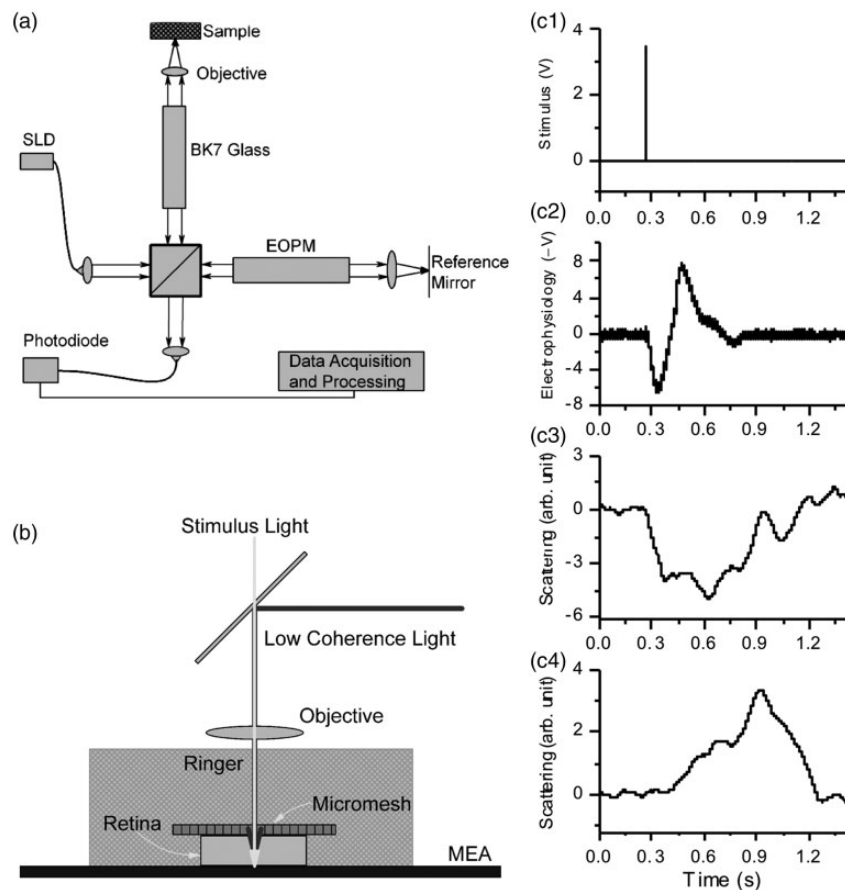 (a)
Sample
Objective
BK7 Glass
SLD
EOPM
Reference
Mirror
Photodiode
Data Acquisition
and Processing
(b)
Stimulus Light
Low Coherence Light
Objective
Ringer
Micromesh
Retina
MEA
(c1)
Stimulus (V)
4
2
0
0.0 0.3 0.6 0.9 1.2
(c2)
Electrophysiology (−V)
8
4
0
-4
-8
0.0 0.3 0.6 0.9 1.2
(c3)
Scattering (arb. unit)
3
0
-3
-6
0.0 0.3 0.6 0.9 1.2
(c4)
Scattering (arb. unit)
4
2
0
0.0 0.3 0.6 0.9 1.2
Time (s)